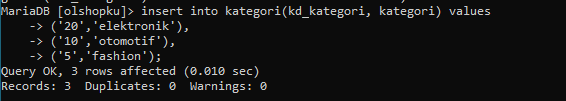 MariaDB [olshopku]> insert into kategori(kd_kategori, kategori) values
    -> ('20','elektronik'),
    -> ('10','otomotif'),
    -> ('5','fashion');
Query OK, 3 rows affected (0.010 sec)
Records: 3  Duplicates: 0  Warnings: 0